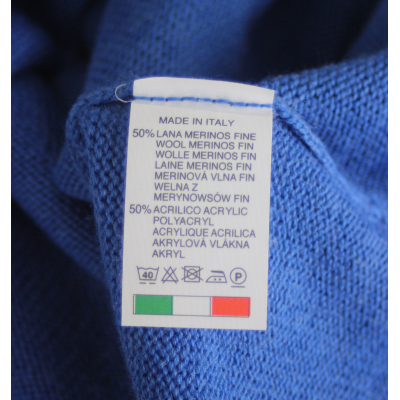 MADE IN ITALY
50% LANA MERINOS FINE
WOOL MERINOS FIN
WOLLE MERINOS FIN
LAINE MERINOS FIN
MERINOVÁ VLNA FIN
WELNA Z
MERYNOWSÓW FIN
50% ACRILICO ACRYLIC
POLYACRYL
ACRYLIQUE ACRILICA
AKRYLOVÁ VLÁKNA
AKRYL
40 P